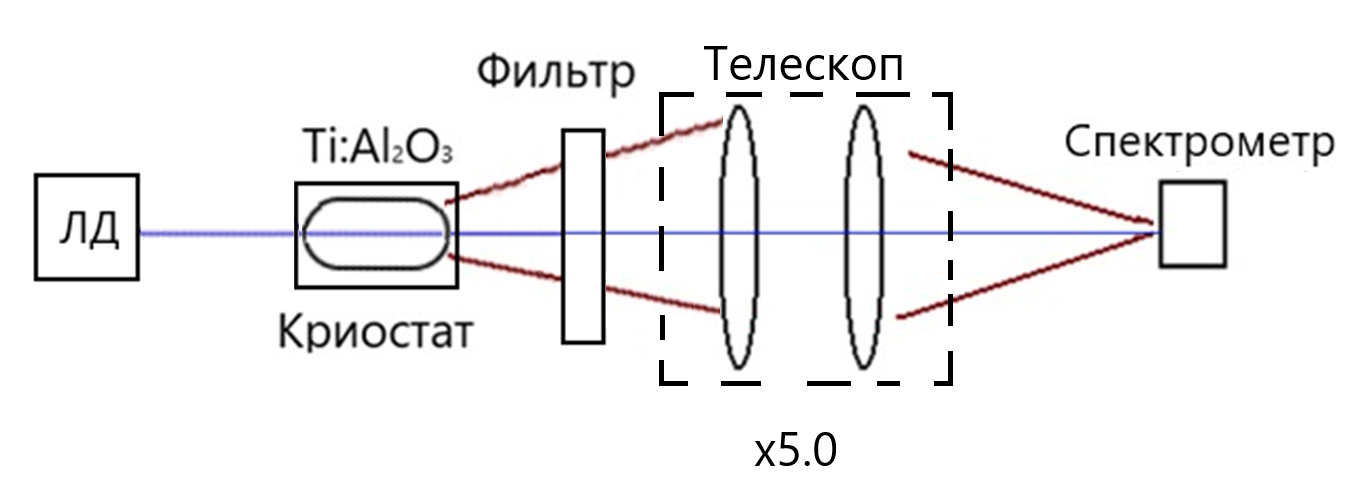 Фильтр
Телескоп
Ti:Al₂O₃
Спектрометр
ЛД
Криостат
x5.0